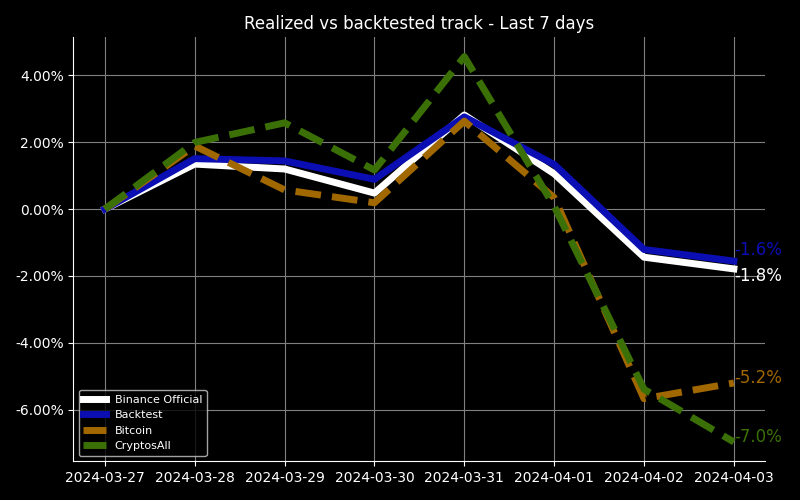 Realized vs backtested track - Last 7 days
4.00%
2.00%
0.00%
-2.00%
-4.00%
-6.00%
-1.6%
-1.8%
-5.2%
-7.0%
Binance Official
Backtest
Bitcoin
CryptosAll
2024-03-27 2024-03-28 2024-03-29 2024-03-30 2024-03-31 2024-04-01 2024-04-02 2024-04-03